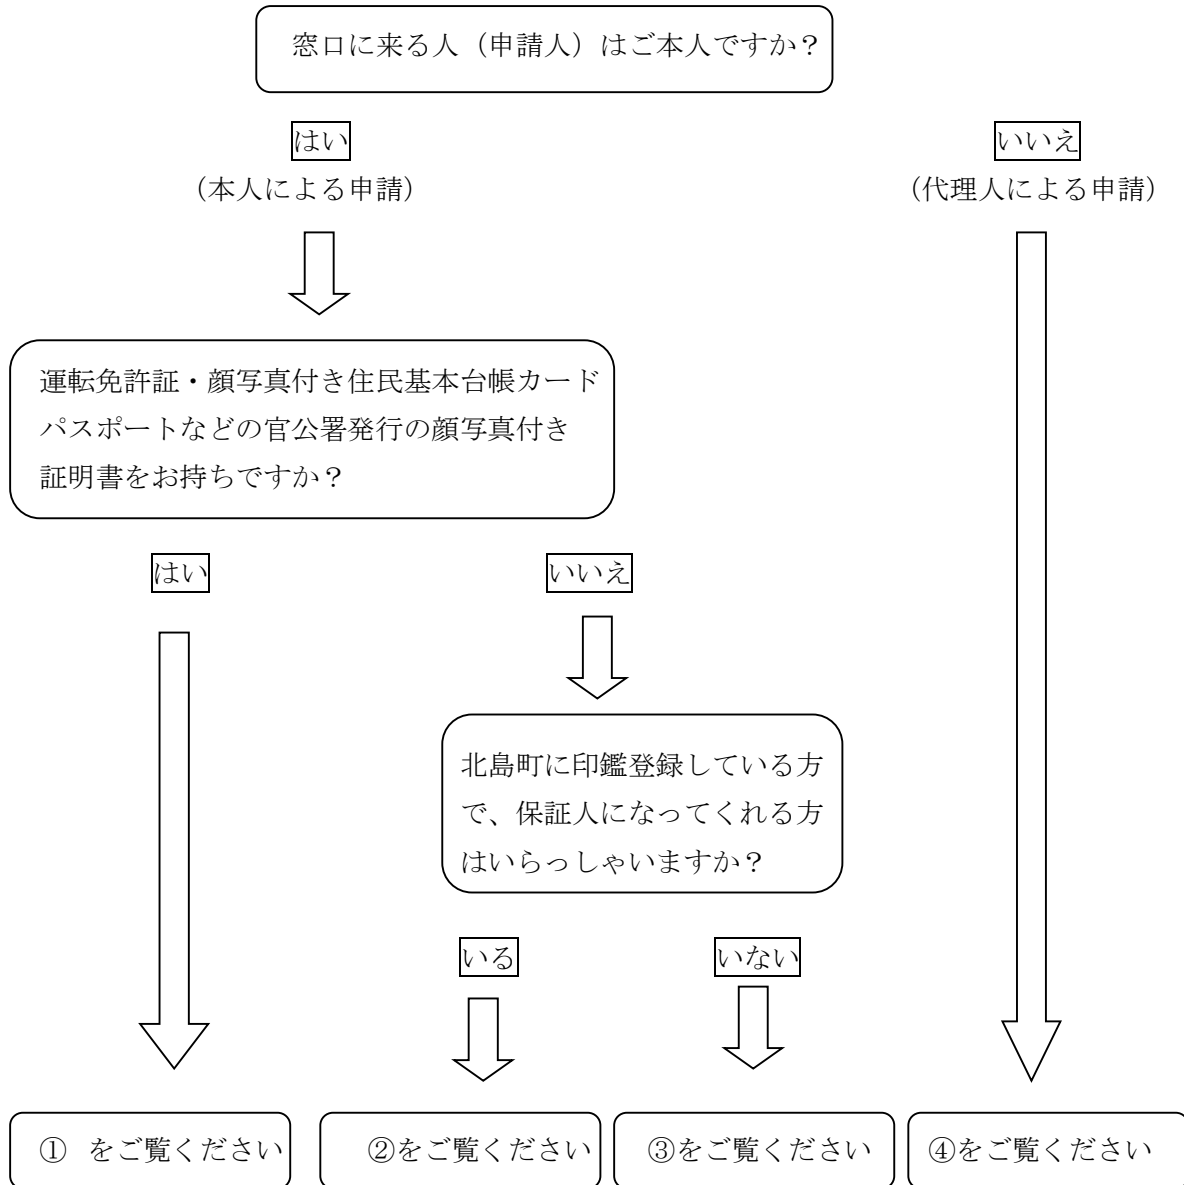 窓口に来る人（申請人）はご本人ですか？
はい
（本人による申請）
いいえ
（代理人による申請）
運転免許証・顔写真付き住民基本台帳カード
パスポートなどの官公署発行の顔写真付き
証明書をお持ちですか？
はい
いいえ
北島町に印鑑登録している方
で、保証人になってくれる方
はいらっしゃいますか？
いる
いない
① をご覧ください
②をご覧ください
③をご覧ください
④をご覧ください